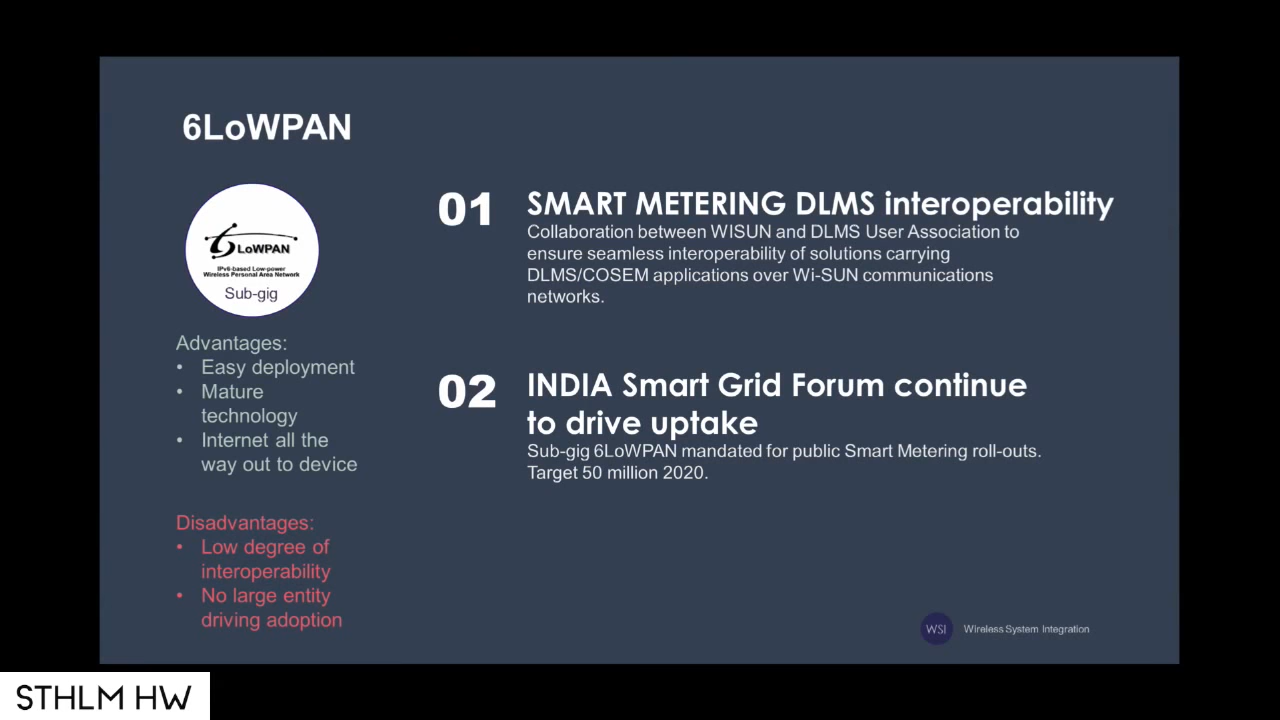 6LoWPAN
6LoWPAN
IPv6-based Low-power
Wireless Personal Area Network
Sub-gig
Advantages:
• Easy deployment
• Mature
technology
• Internet all the
way out to device
Disadvantages:
• Low degree of
interoperability
• No large entity
driving adoption
01
SMART METERING DLMS interoperability
Collaboration between WISUN and DLMS User Association to
ensure seamless interoperability of solutions carrying
DLMS/COSEM applications over Wi-SUN communications
networks.
02
INDIA Smart Grid Forum continue
to drive uptake
Sub-gig 6LoWPAN mandated for public Smart Metering roll-outs.
Target 50 million 2020.
WSI Wireless System Integration
STHLM HW